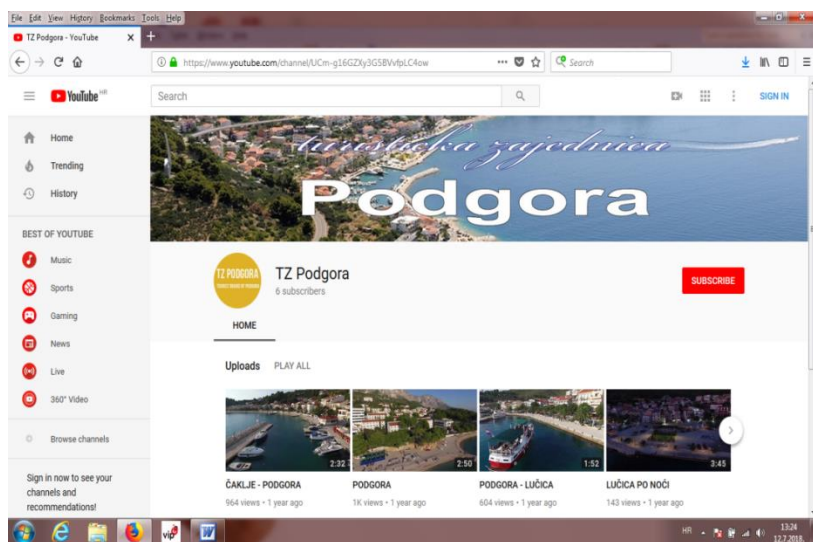 File Edit View History Bookmarks Tools Help
TZ Podgora - YouTube
https://www.youtube.com/channel/UCm-g16GZXy3G5BVvfpLC4ow
Search
YouTube HR
Search
SIGN IN
Home
Trending
History
BEST OF YOUTUBE
Music
Sports
Gaming
News
Live
360° Video
Browse channels
Sign in now to see your
channels and
recommendations!
turistička zajednica
Podgora
TZ PODGORA
TZ Podgora
6 subscribers
SUBSCRIBE
HOME
Uploads PLAY ALL
2:32
2:50
1:52
3:45
ČAKLJE - PODGORA
964 views • 1 year ago
PODGORA
1K views • 1 year ago
PODGORA - LUČICA
604 views • 1 year ago
LUČICA PO NOĆI
143 views • 1 year ago
vip
W
HR
13:24
12.7.2018.